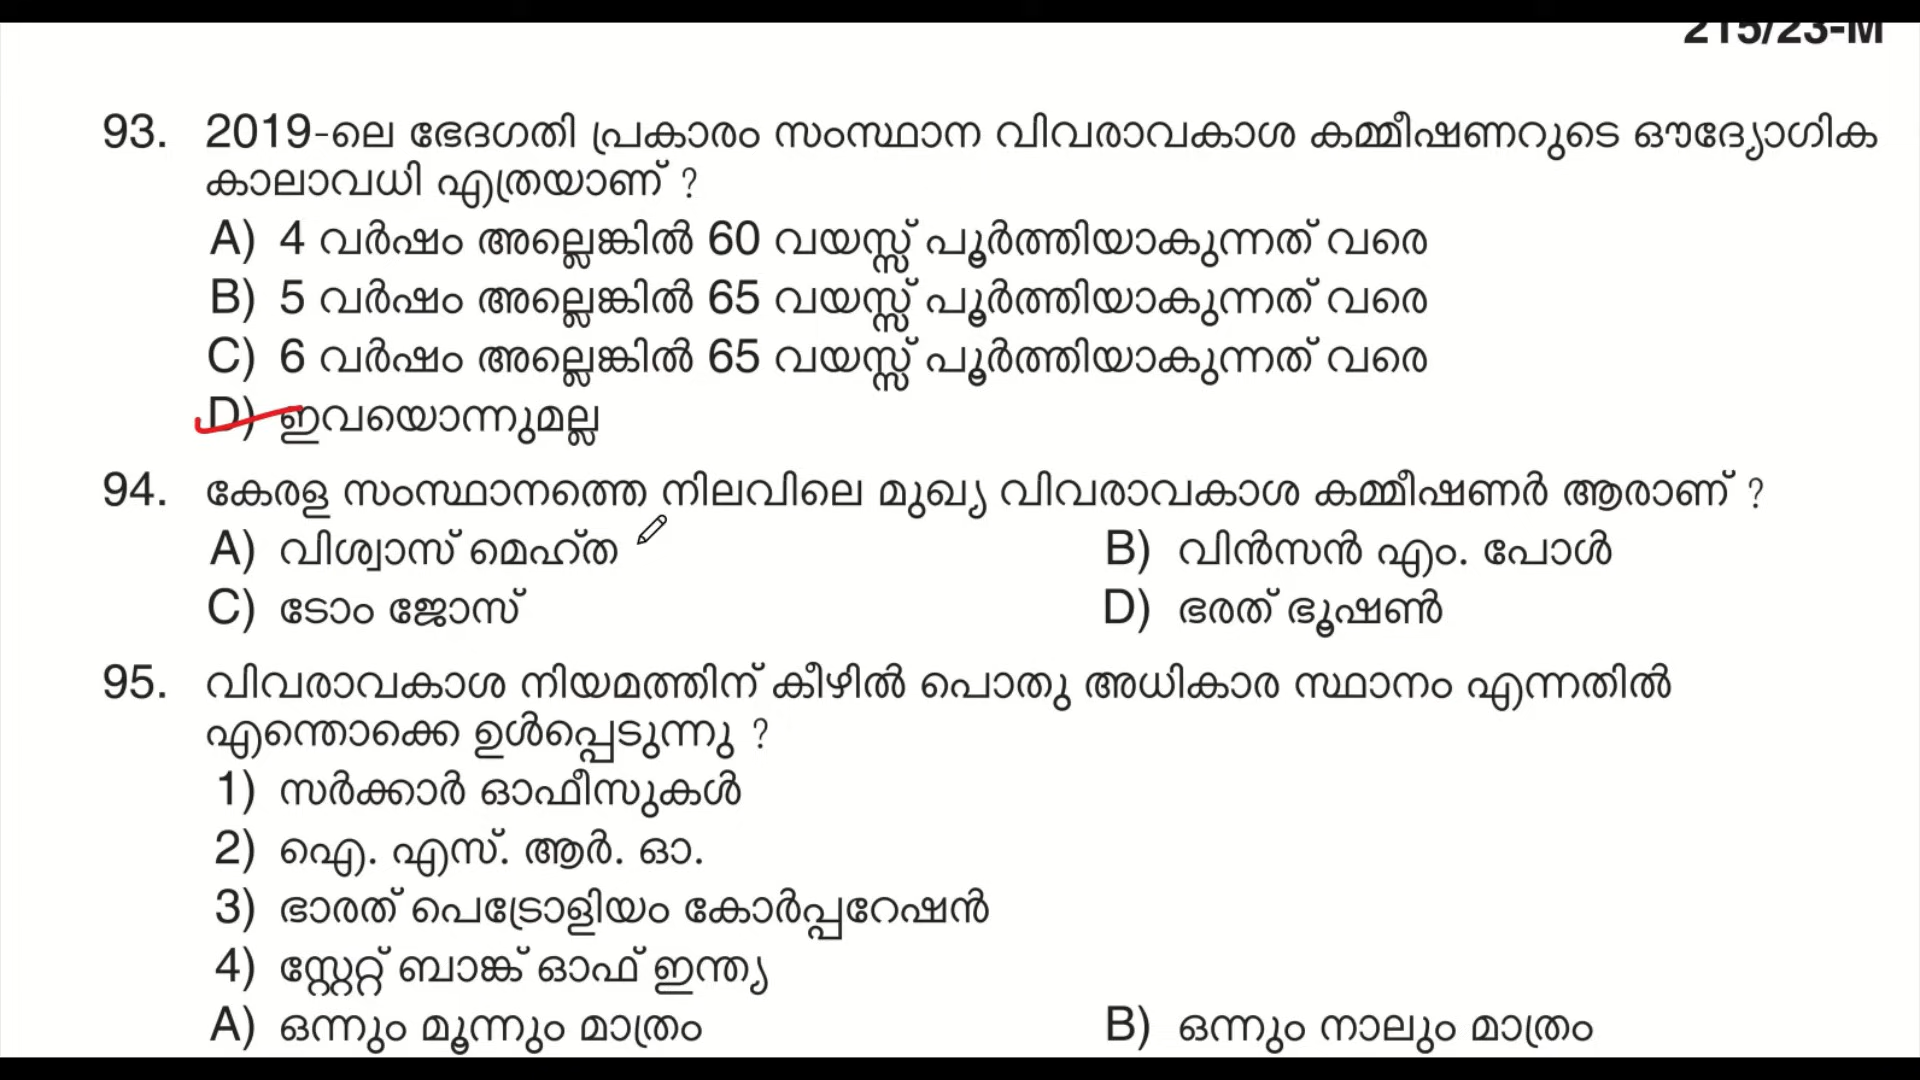 215/23-M
93. 2019-ലെ ഭേദഗതി പ്രകാരം സംസ്ഥാന വിവരാവകാശ കമ്മീഷണറുടെ ഔദ്യോഗിക
കാലാവധി എത്രയാണ് ?
A) 4 വർഷം അല്ലെങ്കിൽ 60 വയസ്സ് പൂർത്തിയാകുന്നത് വരെ
B) 5 വർഷം അല്ലെങ്കിൽ 65 വയസ്സ് പൂർത്തിയാകുന്നത് വരെ
C) 6 വർഷം അല്ലെങ്കിൽ 65 വയസ്സ് പൂർത്തിയാകുന്നത് വരെ
D) ഇവയൊന്നുമല്ല
94. കേരള സംസ്ഥാനത്തെ നിലവിലെ മുഖ്യ വിവരാവകാശ കമ്മീഷണർ ആരാണ് ?
A) വിശ്വാസ് മെഹ്ത B) വിൻസൻ എം. പോൾ
C) ടോം ജോസ് D) ഭരത് ഭൂഷൺ
95. വിവരാവകാശ നിയമത്തിന് കീഴിൽ പൊതു അധികാര സ്ഥാനം എന്നതിൽ
എന്തൊക്കെ ഉൾപ്പെടുന്നു ?
1) സർക്കാർ ഓഫീസുകൾ
2) ഐ. എസ്. ആർ. ഓ.
3) ഭാരത് പെട്രോളിയം കോർപ്പറേഷൻ
4) സ്റ്റേറ്റ് ബാങ്ക് ഓഫ് ഇന്ത്യ
A) ഒന്നും മൂന്നും മാത്രം B) ഒന്നും നാലും മാത്രം